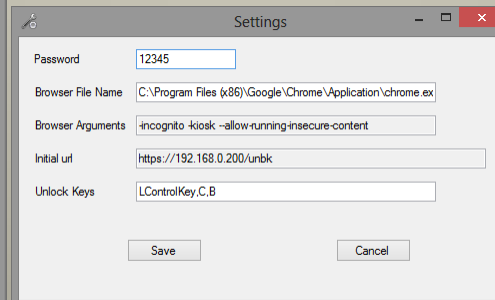 Settings
Password 12345
Browser File Name C:\Program Files (x86)\Google\Chrome\Application\chrome.ex
Browser Arguments -incognito -kiosk --allow-running-insecure-content
Initial url https://192.168.0.200/unbk
Unlock Keys LControlKey,C,B
Save Cancel